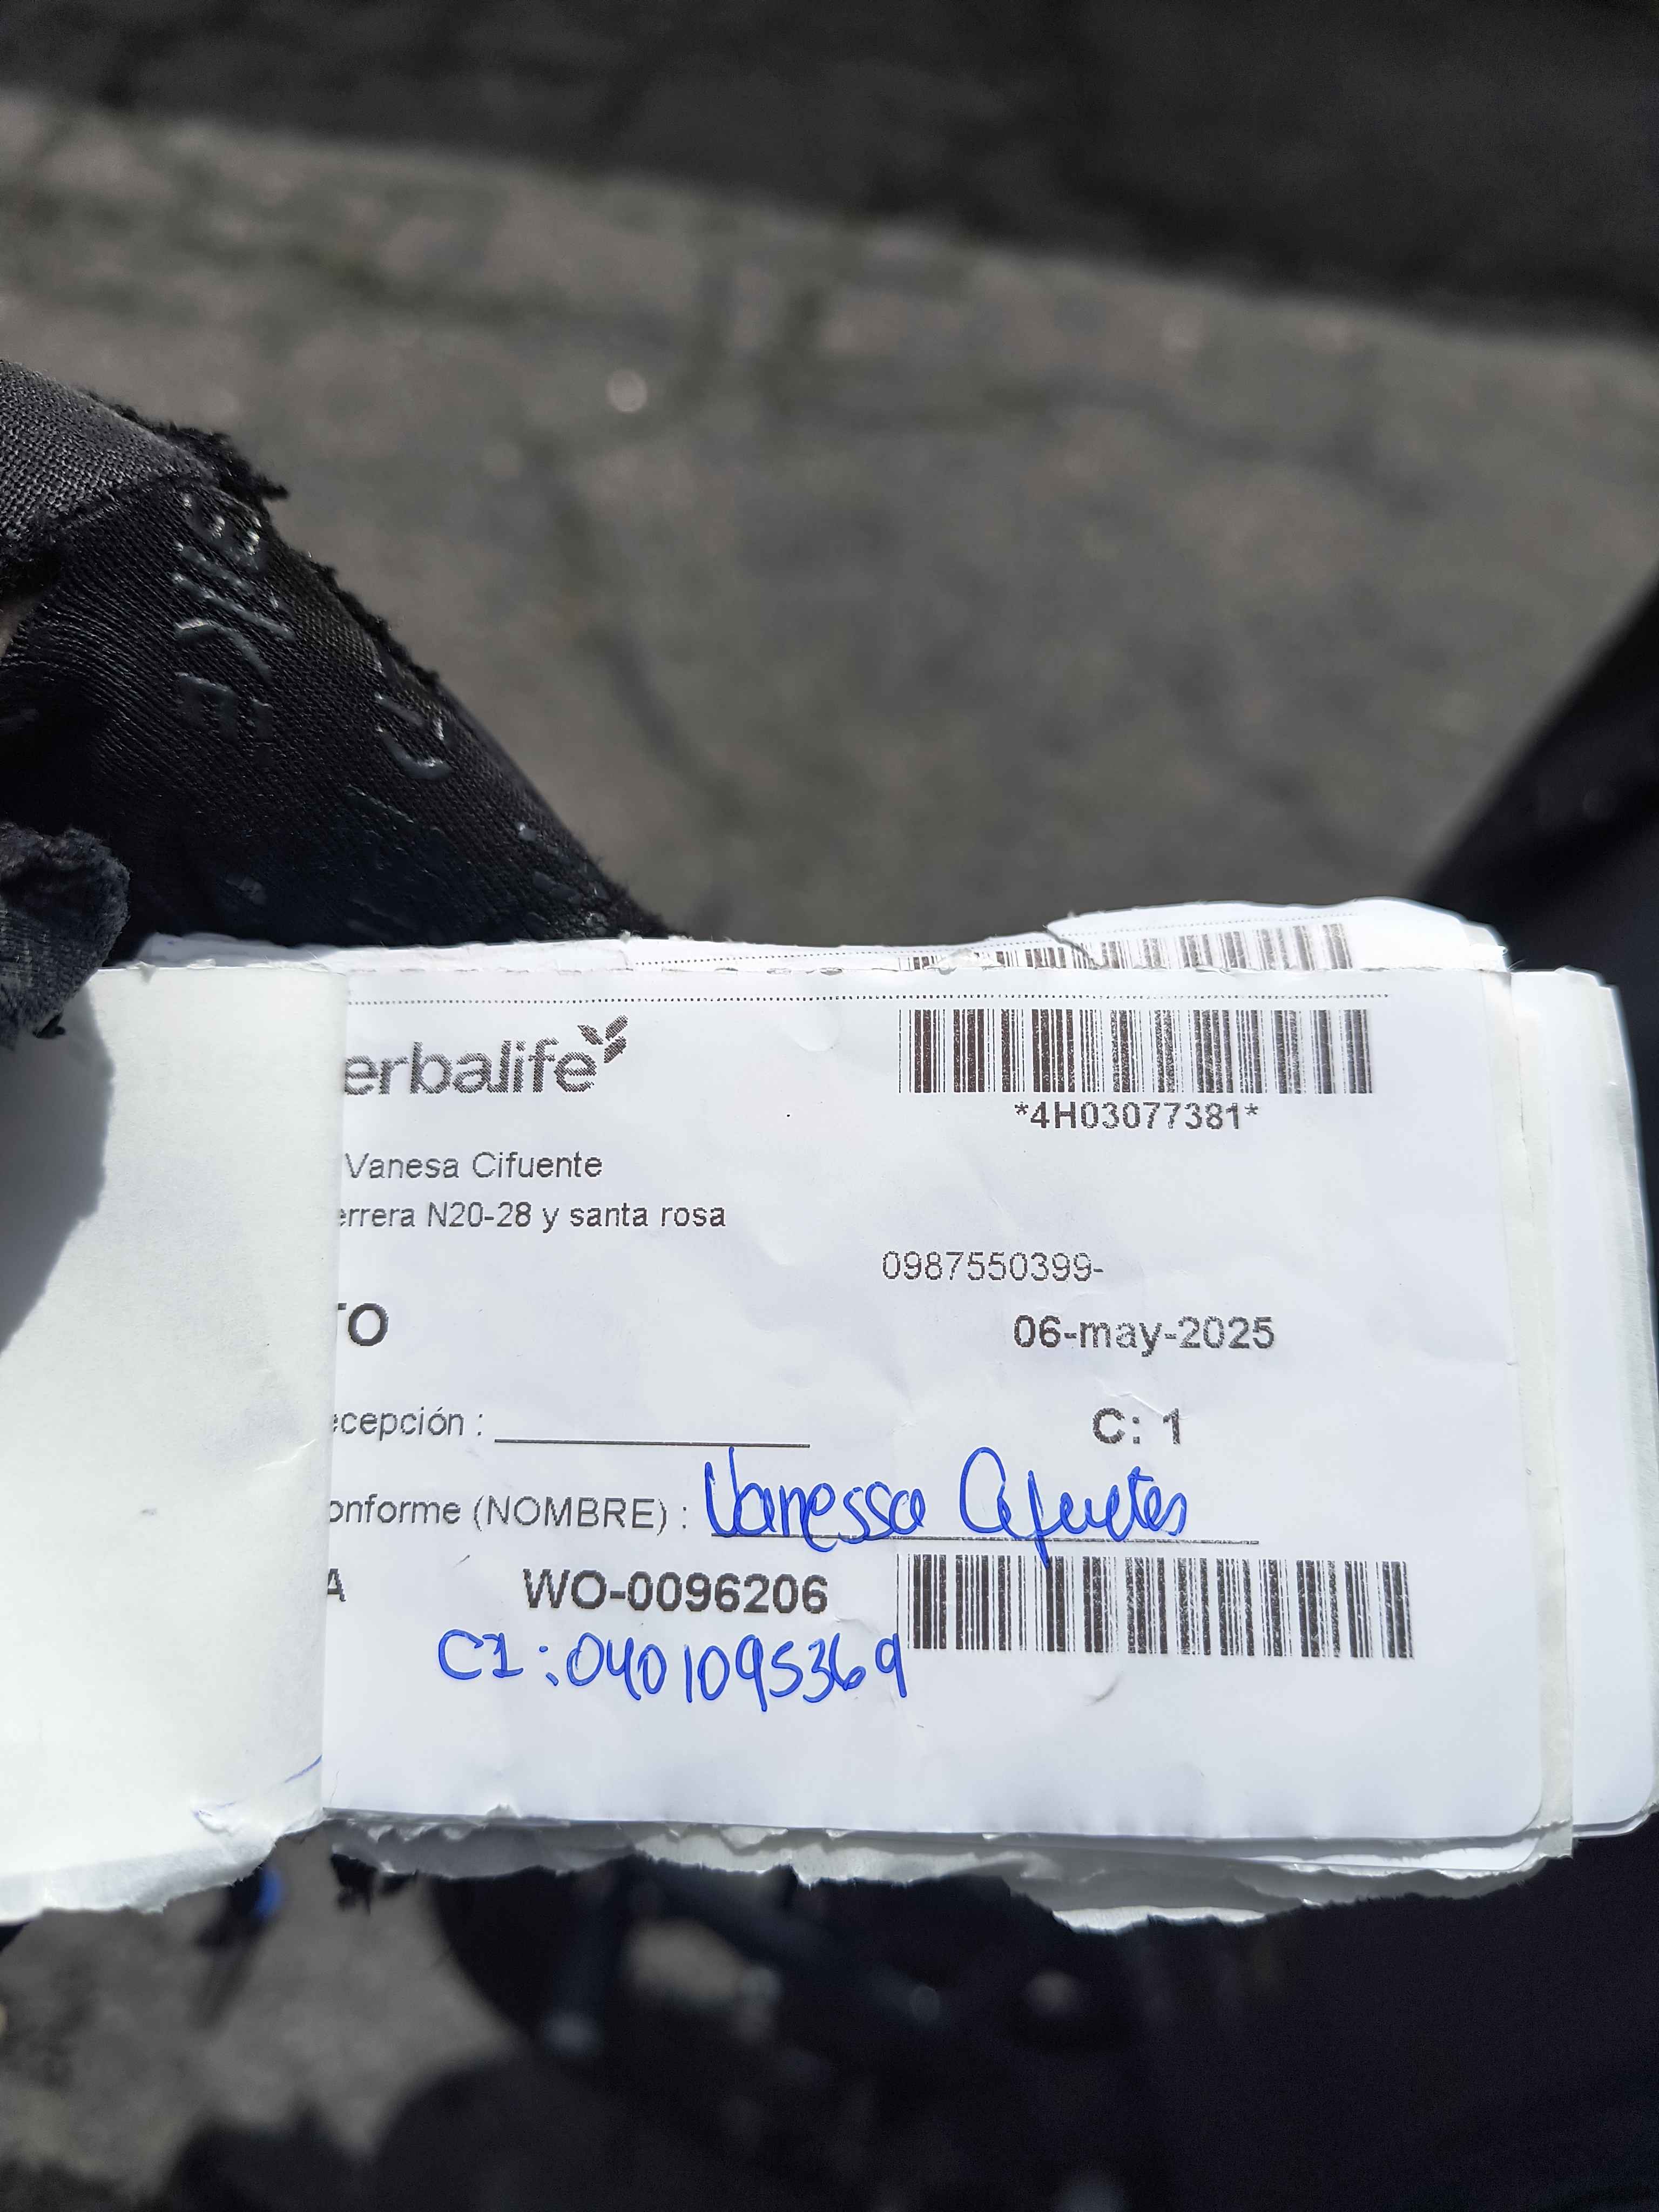 erbalife
*4H03077381*
Vanesa Cifuente
errera N20-28 y santa rosa
0987550399-
TO
06-may-2025
ecepción :
C: 1
onforme (NOMBRE) : Vanessa Cifuetes
A WO-0096206
CI:0401095369